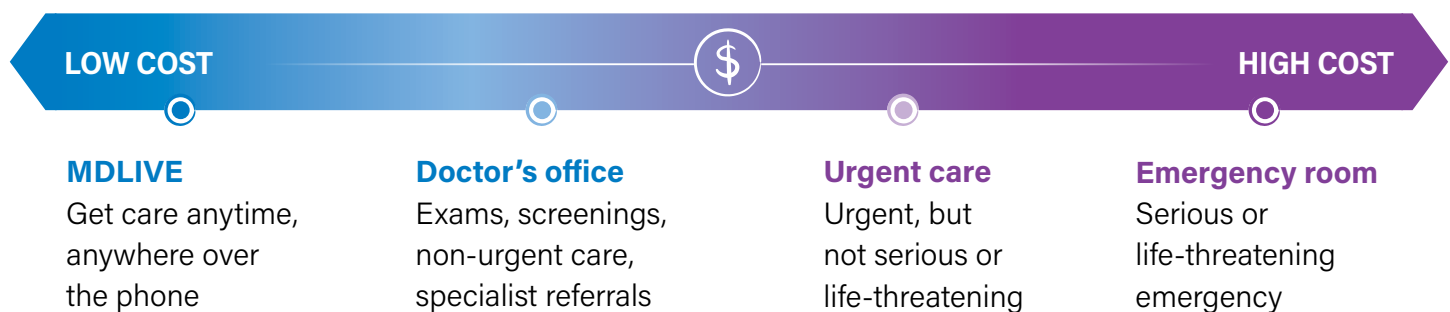 LOW COST
$
HIGH COST
MDLIVE
Get care anytime,
anywhere over
the phone
Doctor's office
Exams, screenings,
non-urgent care,
specialist referrals
Urgent care
Urgent, but
not serious or
life-threatening
Emergency room
Serious or
life-threatening
emergency